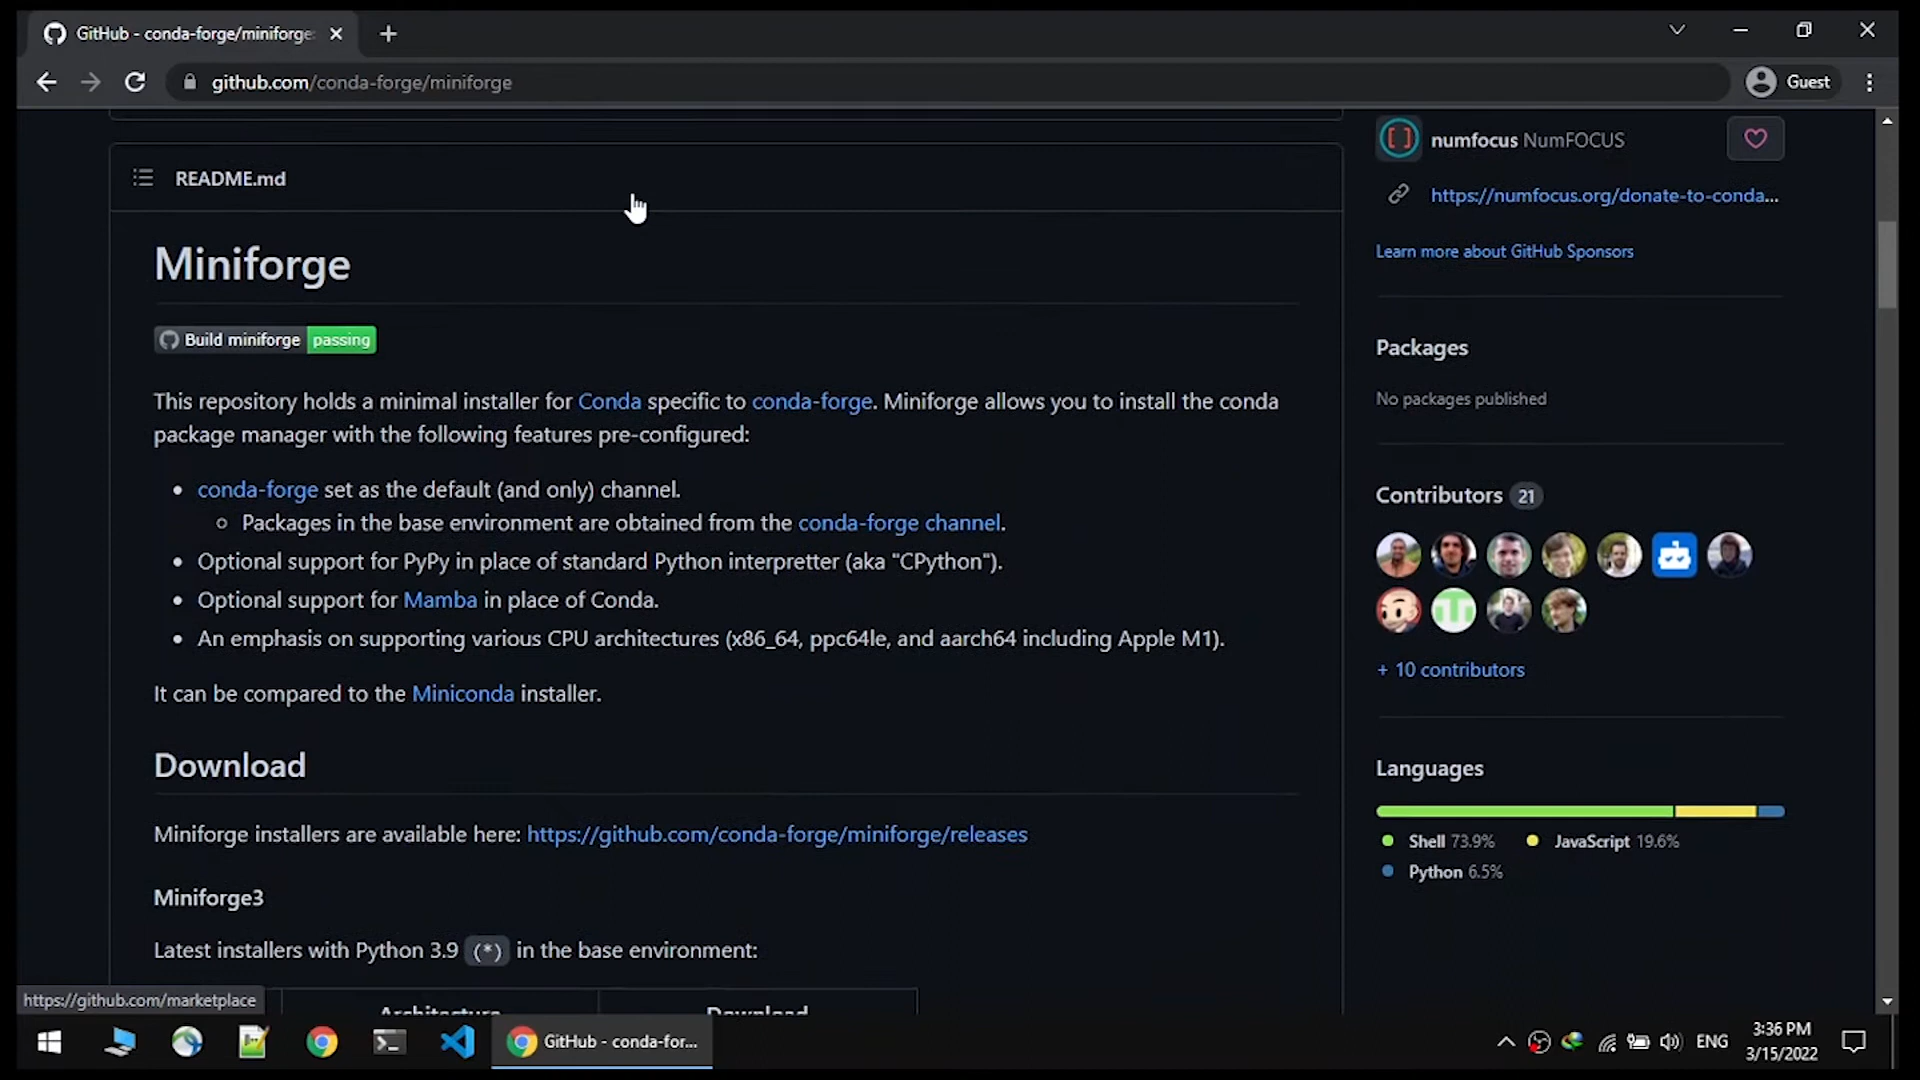 GitHub - conda-forge/miniforge:
github.com/conda-forge/miniforge
Guest
README.md
Miniforge
Build miniforge passing
This repository holds a minimal installer for Conda specific to conda-forge. Miniforge allows you to install the conda
package manager with the following features pre-configured:
• conda-forge set as the default (and only) channel.
○ Packages in the base environment are obtained from the conda-forge channel.
• Optional support for PyPy in place of standard Python interpretter (aka "CPython").
• Optional support for Mamba in place of Conda.
• An emphasis on supporting various CPU architectures (x86_64, ppc64le, and aarch64 including Apple M1).
It can be compared to the Miniconda installer.
Download
Miniforge installers are available here: https://github.com/conda-forge/miniforge/releases
Miniforge3
Latest installers with Python 3.9 (*) in the base environment:
Architecture Download
numfocus NumFOCUS
https://numfocus.org/donate-to-conda...
Learn more about GitHub Sponsors
Packages
No packages published
Contributors 21
+ 10 contributors
Languages
Shell 73.9% JavaScript 19.6%
Python 6.5%
https://github.com/marketplace
GitHub - conda-for...
ENG
3:36 PM
3/15/2022